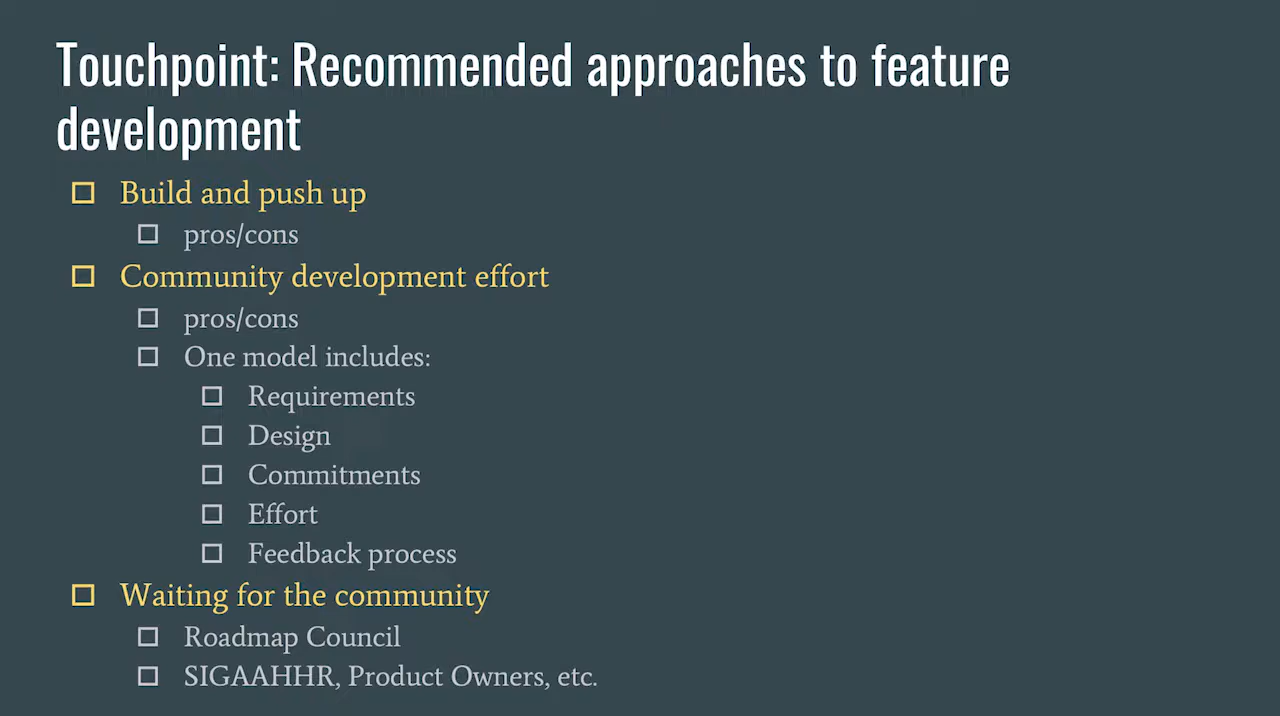 Touchpoint: Recommended approaches to feature
development
Build and push up
pros/cons
Community development effort
pros/cons
One model includes:
Requirements
Design
Commitments
Effort
Feedback process
Waiting for the community
Roadmap Council
SIGAAHHR, Product Owners, etc.